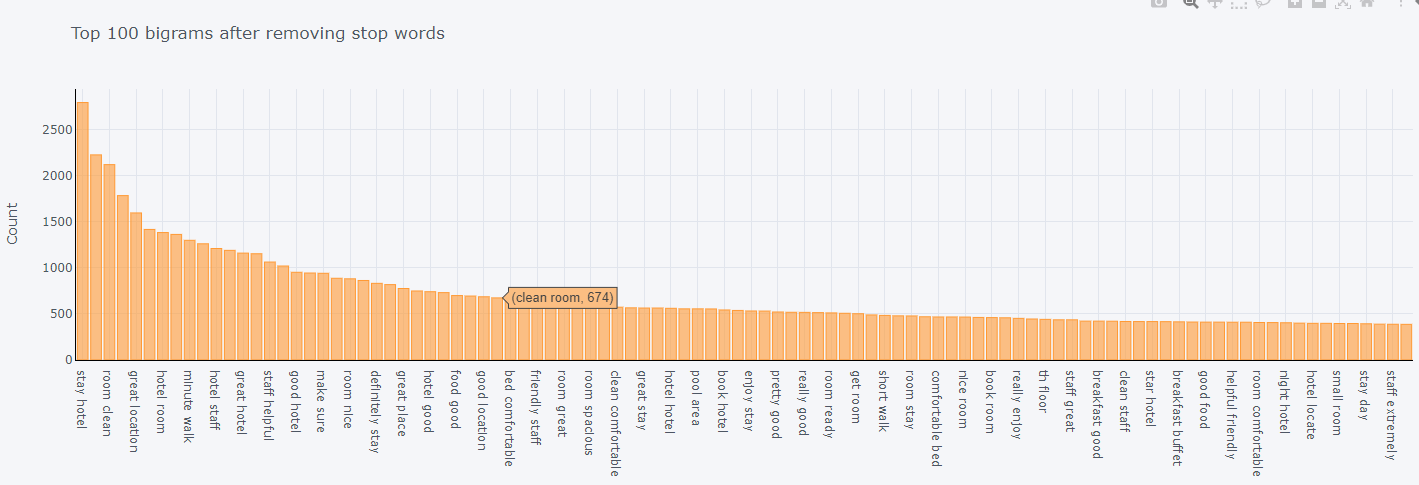 Top 100 bigrams after removing stop words
Count
2500
2000
1500
1000
500
0
(clean room, 674)
stay hotel
room clean
great location
hotel room
minute walk
hotel staff
great hotel
staff helpful
good hotel
make sure
room nice
definitely stay
great place
hotel good
food good
good location
bed comfortable
friendly staff
room great
room spacious
clean comfortable
great stay
hotel hotel
pool area
book hotel
enjoy stay
pretty good
really good
room ready
get room
short walk
room stay
comfortable bed
nice room
book room
really enjoy
th floor
staff great
breakfast good
clean staff
star hotel
breakfast buffet
good food
helpful friendly
room comfortable
night hotel
hotel locate
small room
stay day
staff extremely